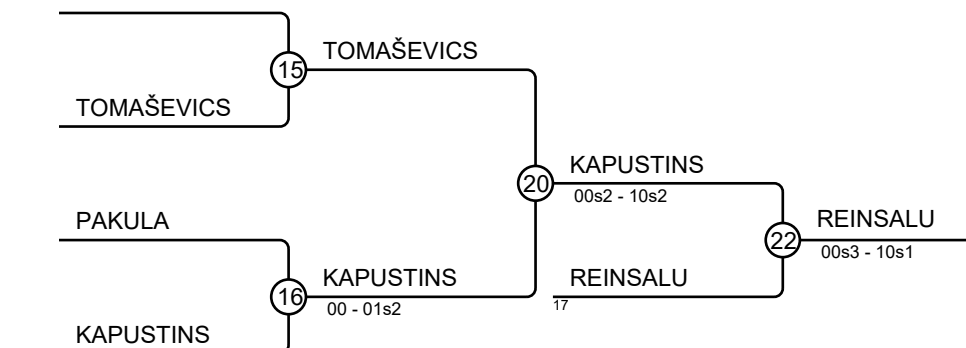 TOMAŠEVICS
15
TOMAŠEVICS
KAPUSTINS
20
00s2 - 10s2
PAKULA
REINSALU
22
00s3 - 10s1
KAPUSTINS
REINSALU
16
00 - 01s2
17
KAPUSTINS